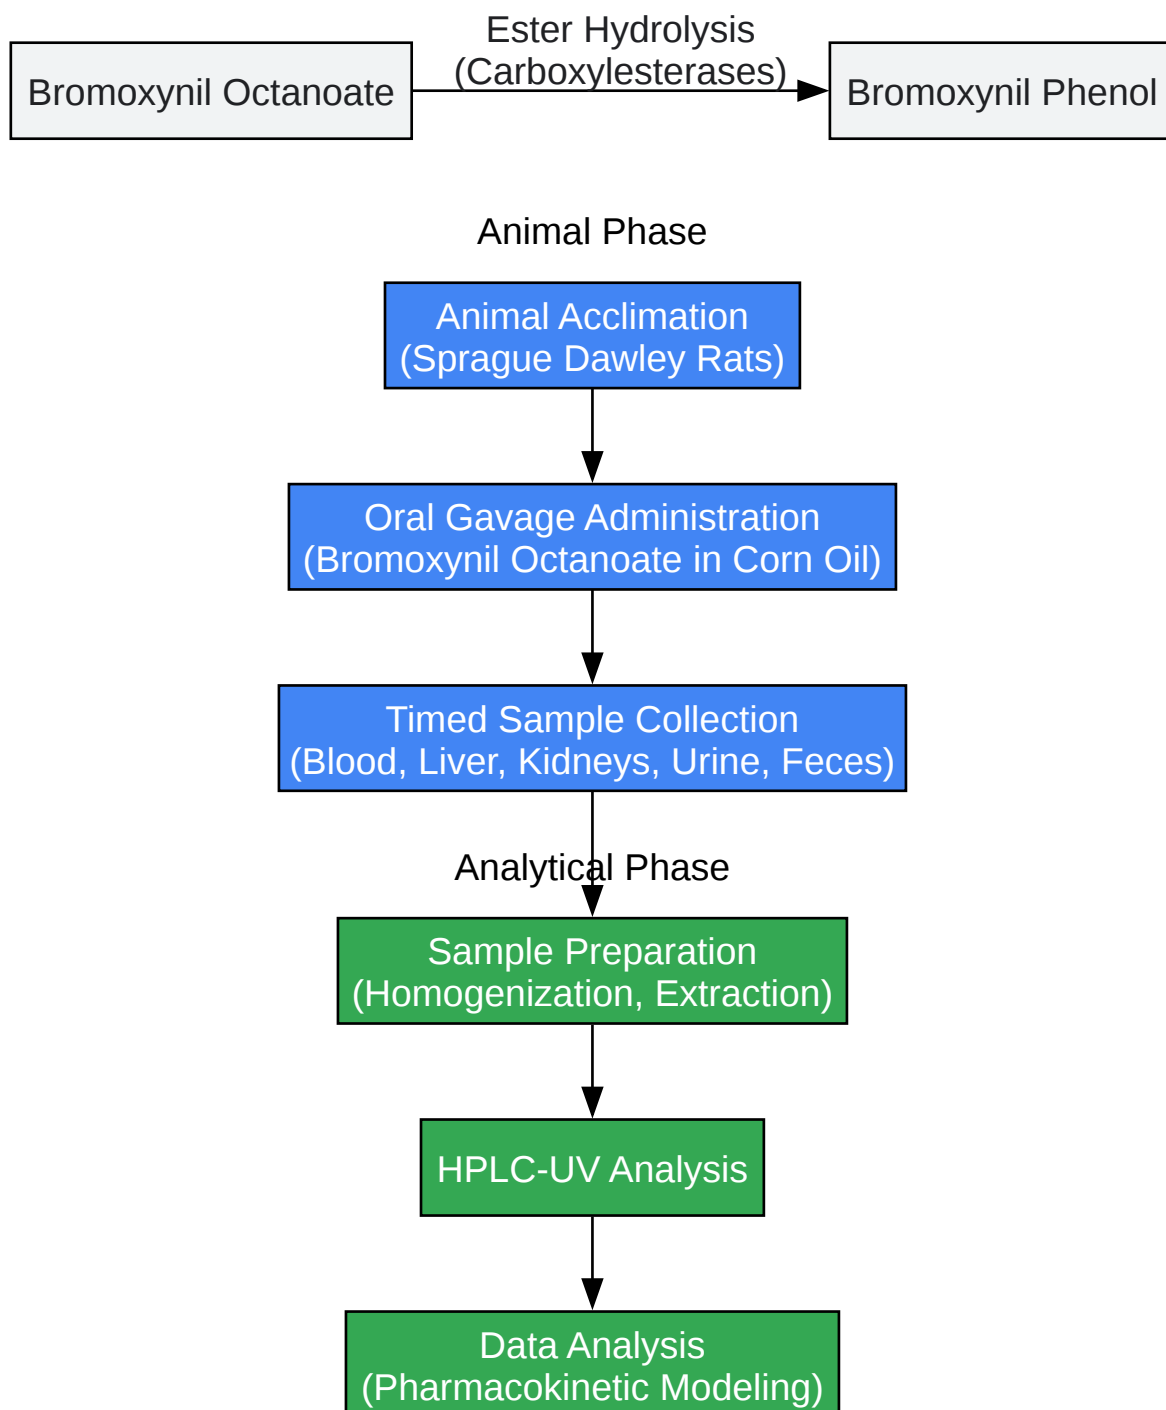 Ester Hydrolysis
(Carboxylesterases)
Bromoxynil Octanoate
Bromoxynil Phenol
Animal Phase
Animal Acclimation
(Sprague Dawley Rats)
Oral Gavage Administration
(Bromoxynil Octanoate in Corn Oil)
Timed Sample Collection
(Blood, Liver, Kidneys, Urine, Feces)
Analytical Phase
Sample Preparation
(Homogenization, Extraction)
HPLC-UV Analysis
Data Analysis
(Pharmacokinetic Modeling)